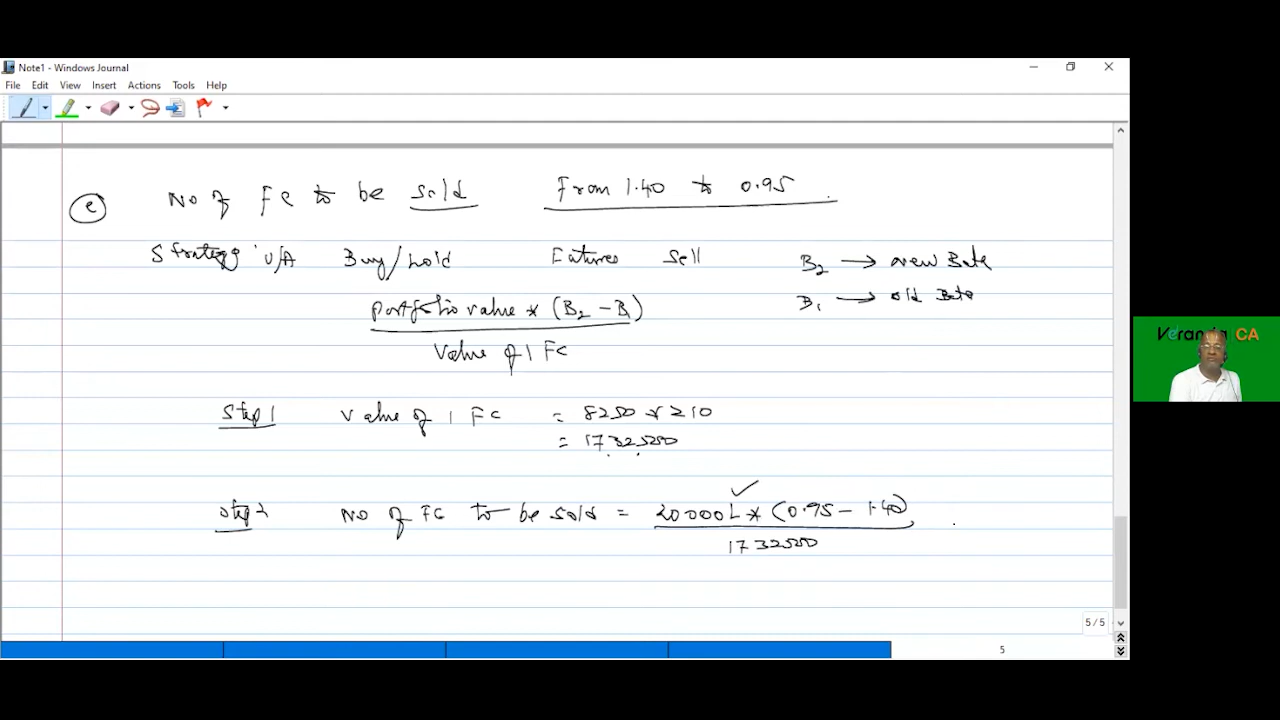 Note1 - Windows Journal
File Edit View Insert Actions Tools Help
e No of FC to be sold From 1.40 to 0.95
Strategy U/A Buy/hold Futures Sell
B2 → new Beta
Portfolio value * (B2 - B1)
B1 → old Beta
Value of 1 FC
Step 1 Value of 1 FC = 8250 * 210
= 1732500
Step 2 No of FC to be sold = 20000L * (0.95 - 1.40)
1732500
5 / 5
5
Veranda CA